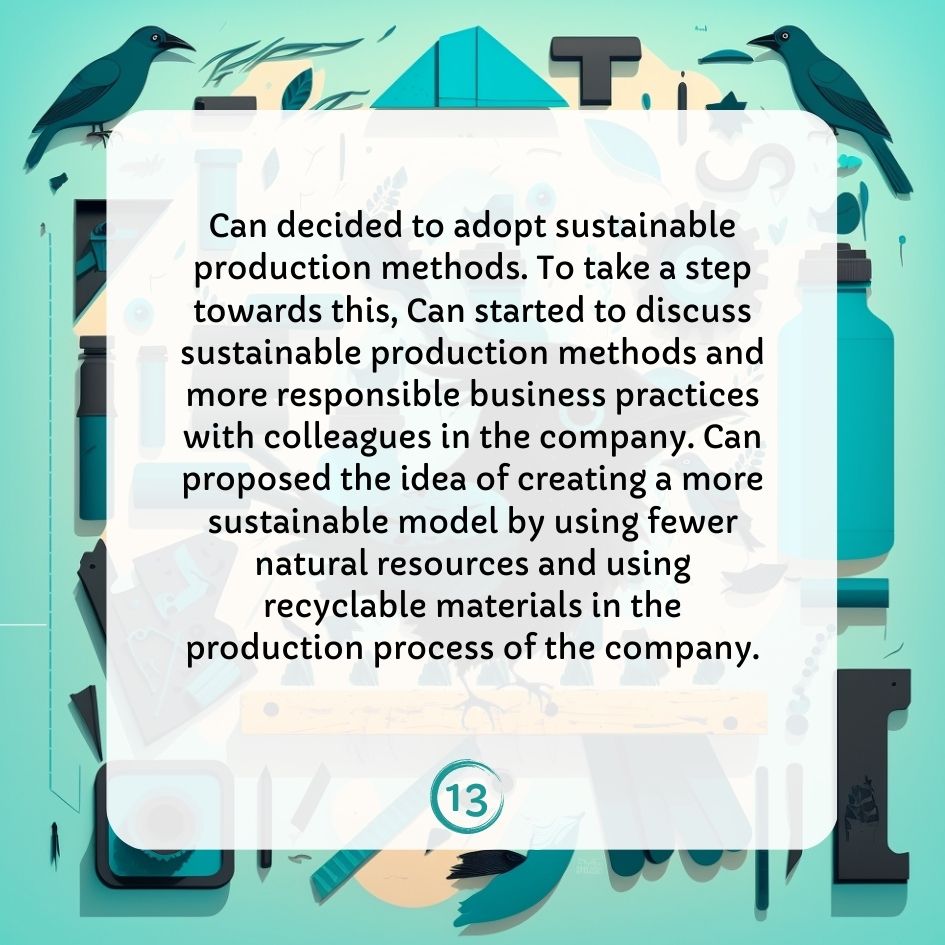 Can decided to adopt sustainable
production methods. To take a step
towards this, Can started to discuss
sustainable production methods and
more responsible business practices
with colleagues in the company. Can
proposed the idea of creating a more
sustainable model by using fewer
natural resources and using
recyclable materials in the
production process of the company.
13